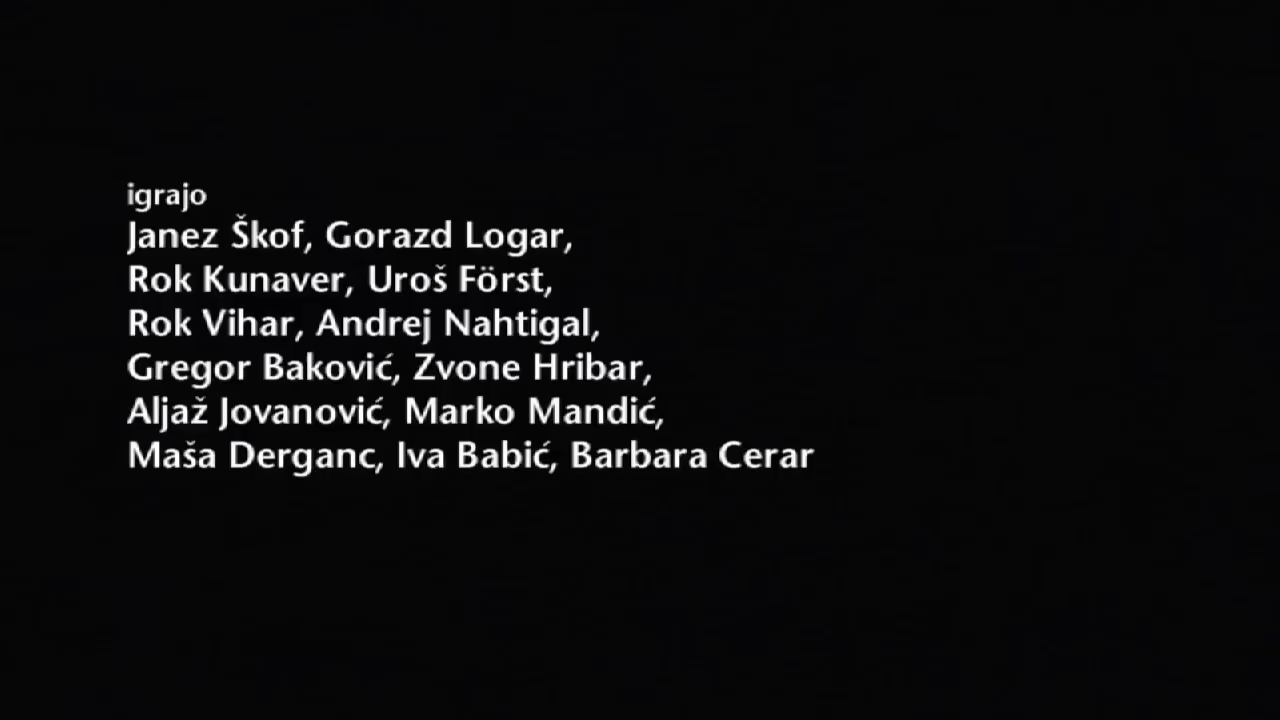 igrajo
Janez Škof, Gorazd Logar,
Rok Kunaver, Uroš Först,
Rok Vihar, Andrej Nahtigal,
Gregor Baković, Zvone Hribar,
Aljaž Jovanović, Marko Mandić,
Maša Derganc, Iva Babić, Barbara Cerar